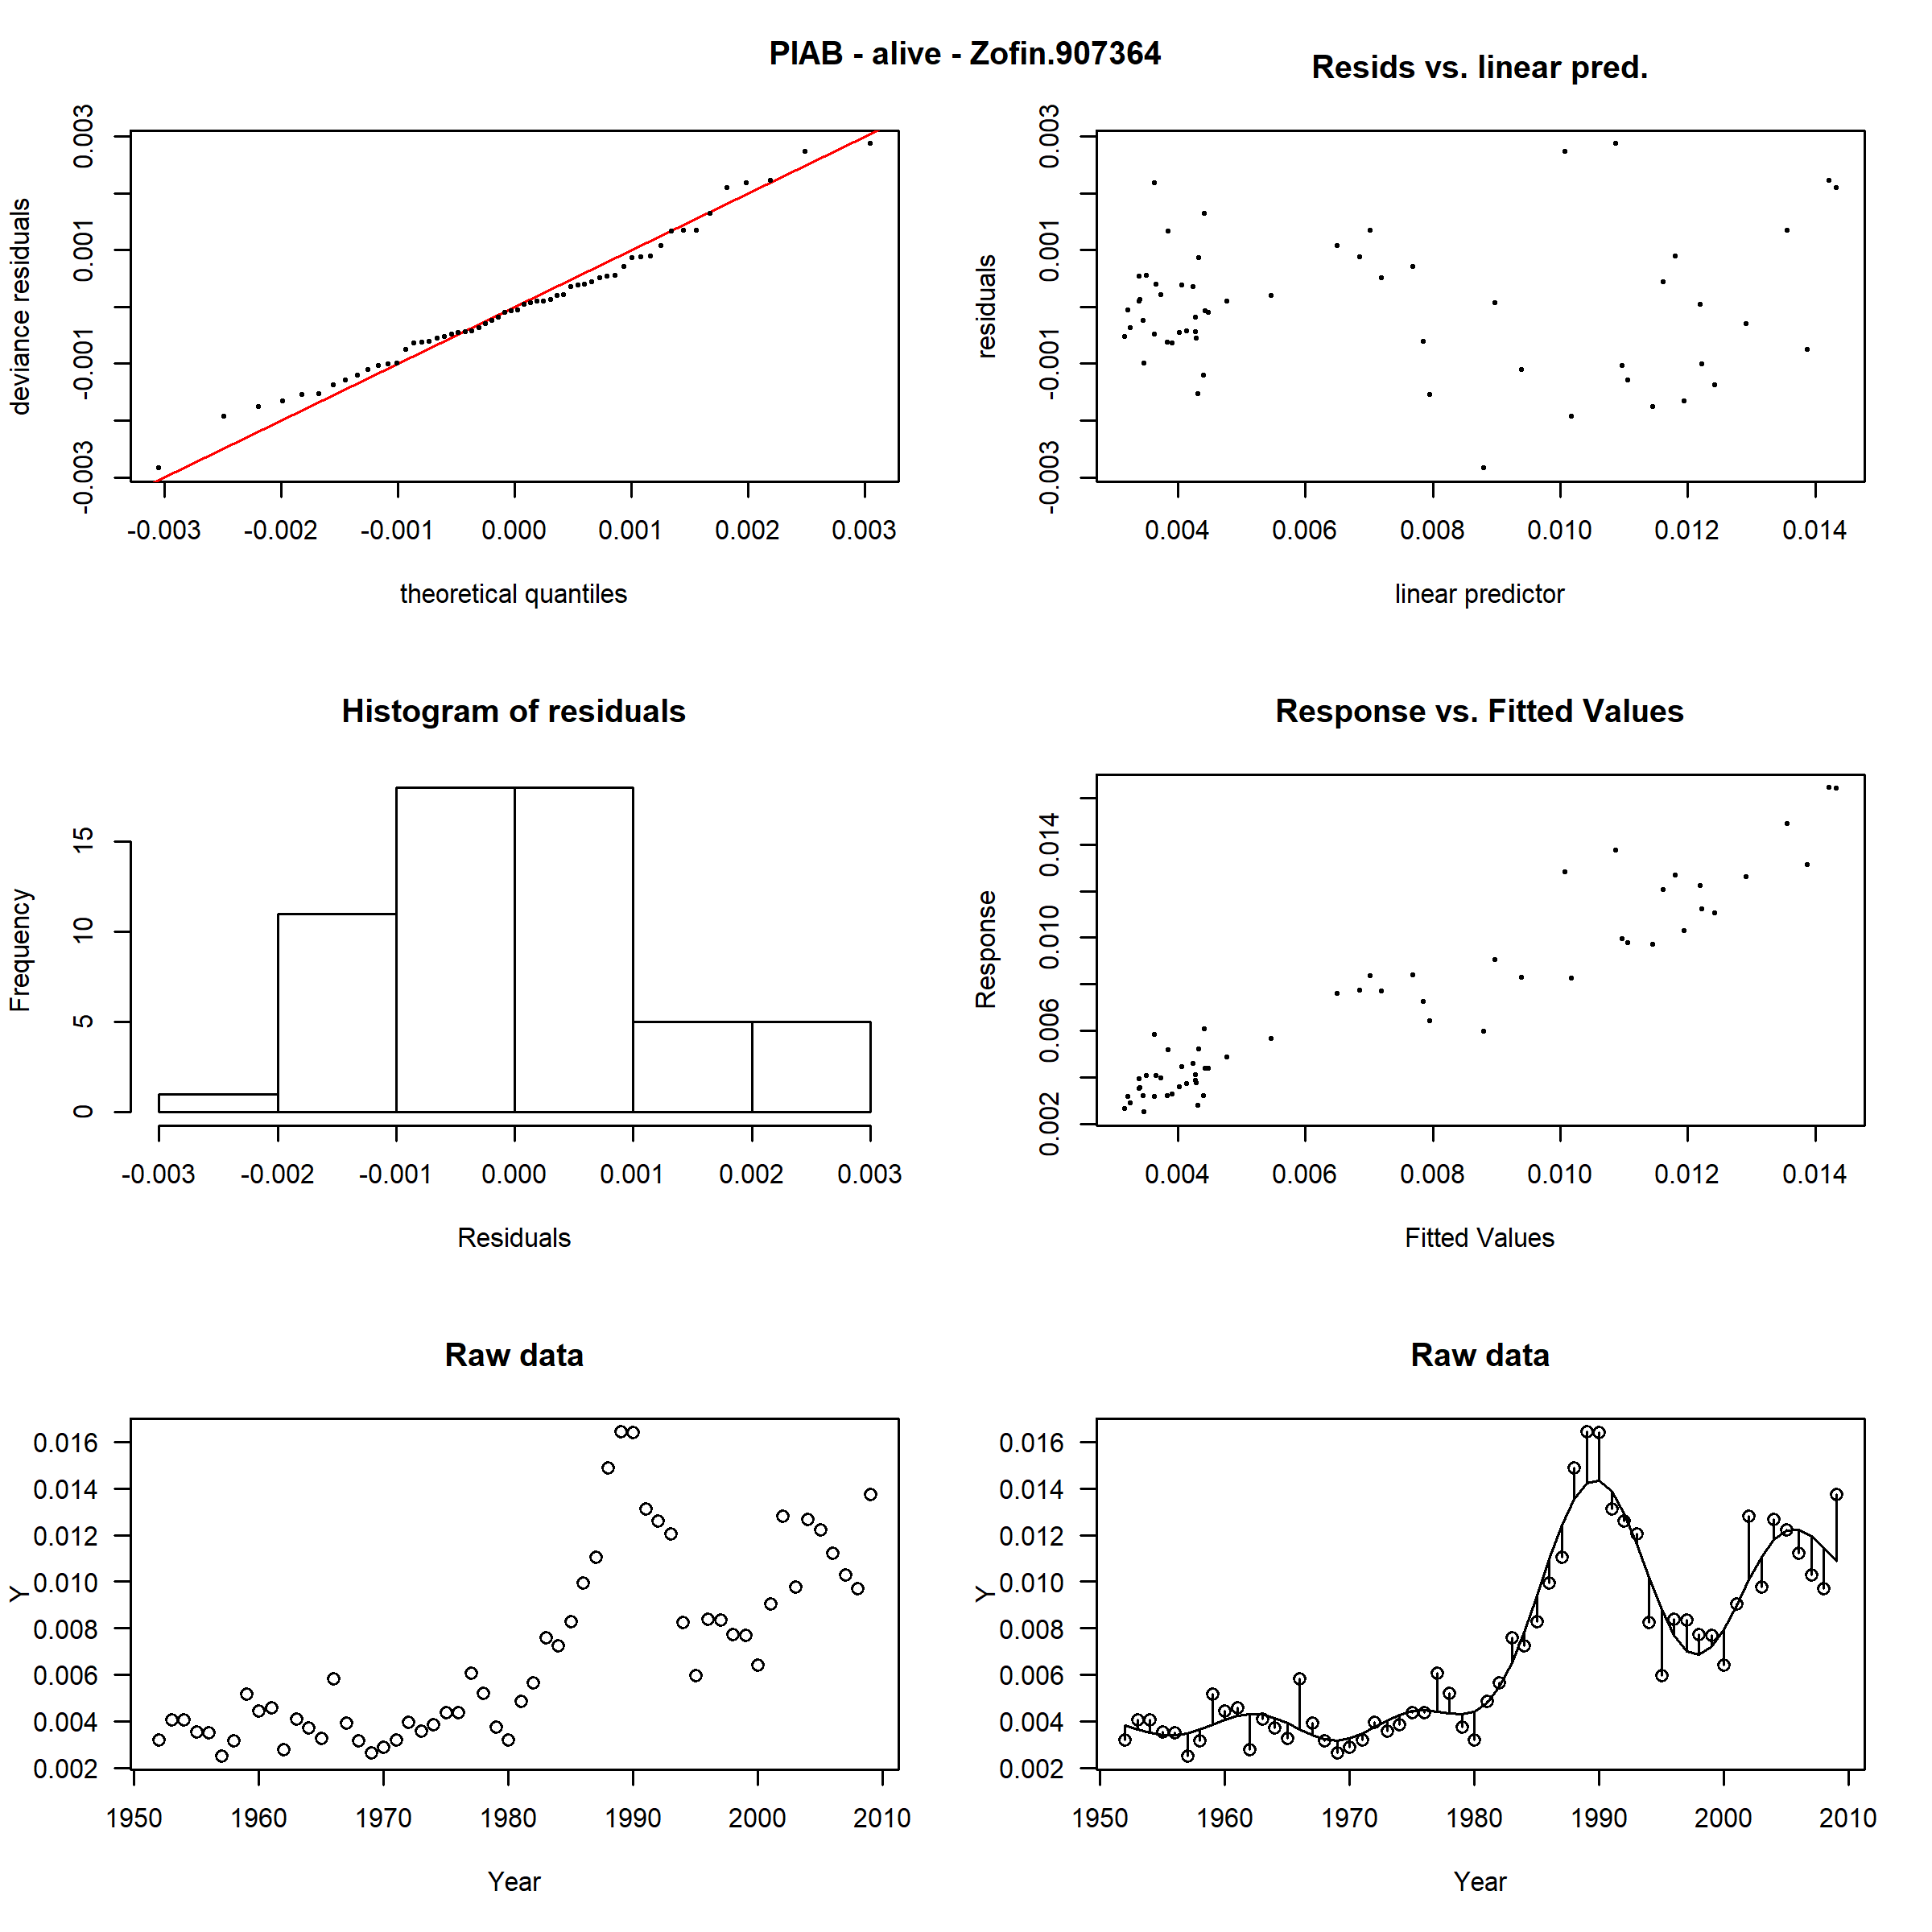 PIAB - alive - Zofin.907364
deviance residuals
0.003
0.001
-0.001
-0.003
-0.003 -0.002 -0.001 0.000 0.001 0.002 0.003
theoretical quantiles
Resids vs. linear pred.
residuals
0.003
0.001
-0.001
-0.003
0.004 0.006 0.008 0.010 0.012 0.014
linear predictor
Histogram of residuals
Frequency
15
10
5
0
-0.003 -0.002 -0.001 0.000 0.001 0.002 0.003
Residuals
Response vs. Fitted Values
Response
0.014
0.010
0.006
0.002
0.004 0.006 0.008 0.010 0.012 0.014
Fitted Values
Raw data
Y
0.016
0.014
0.012
0.010
0.008
0.006
0.004
0.002
1950 1960 1970 1980 1990 2000 2010
Year
Raw data
Y
0.016
0.014
0.012
0.010
0.008
0.006
0.004
0.002
1950 1960 1970 1980 1990 2000 2010
Year